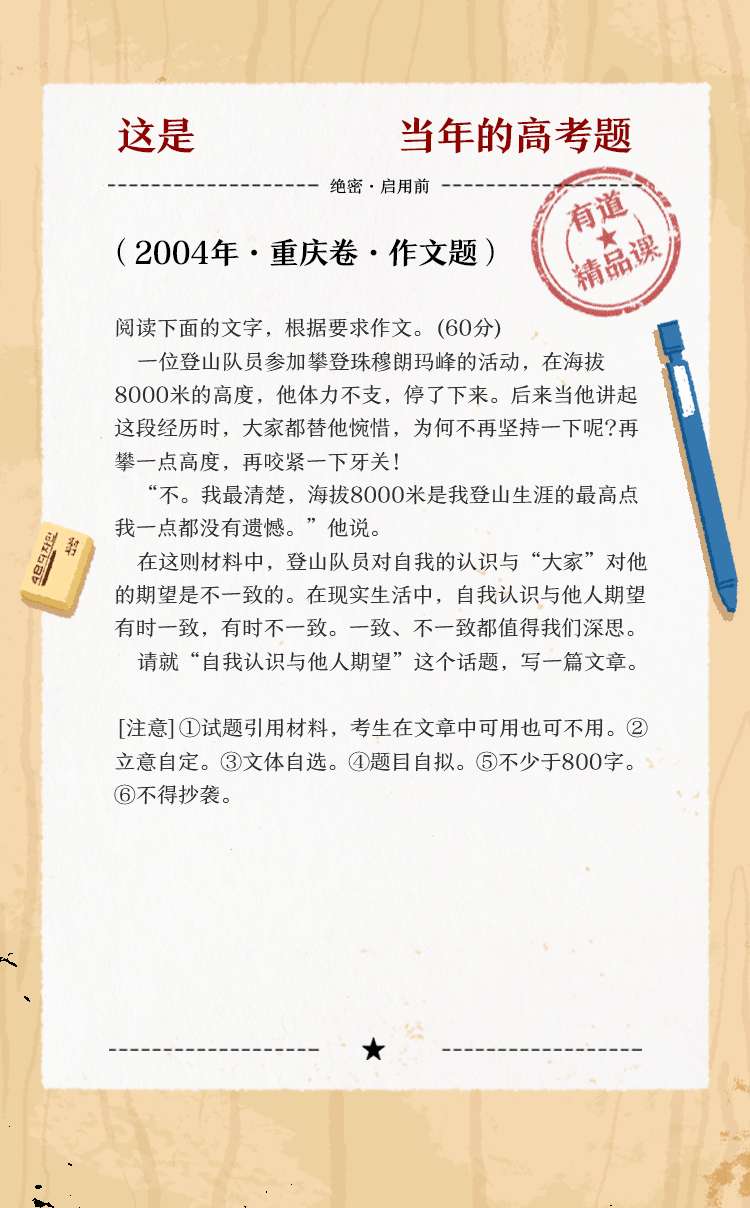 这是 当年的高考题
绝密·启用前
有道
精品课
（2004年·重庆卷·作文题）
阅读下面的文字，根据要求作文。(60分)
一位登山队员参加攀登珠穆朗玛峰的活动，在海拔
8000米的高度，他体力不支，停了下来。后来当他讲起
这段经历时，大家都替他惋惜，为何不再坚持一下呢?再
攀一点高度，再咬紧一下牙关!
“不。我最清楚，海拔8000米是我登山生涯的最高点
我一点都没有遗憾。”他说。
在这则材料中，登山队员对自我的认识与“大家”对他
的期望是不一致的。在现实生活中，自我认识与他人期望
有时一致，有时不一致。一致、不一致都值得我们深思。
请就“自我认识与他人期望”这个话题，写一篇文章。
[注意]①试题引用材料，考生在文章中可用也可不用。②
立意自定。③文体自选。④题目自拟。⑤不少于800字。
⑥不得抄袭。